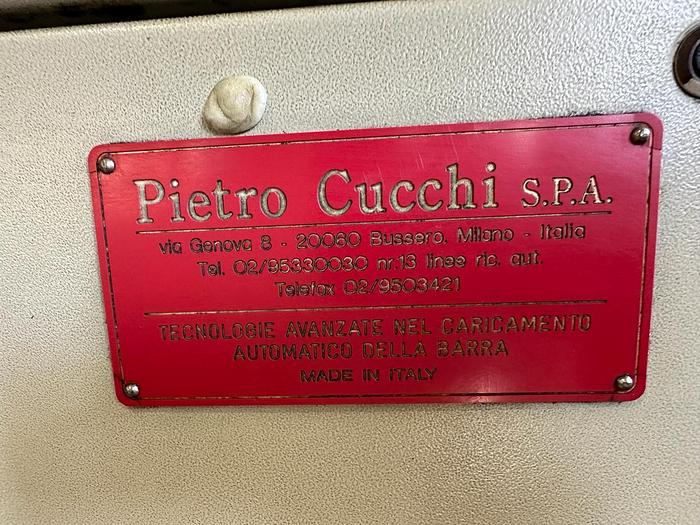 Pietro Cucchi S.P.A.
via Genova 8 - 20060 Bussero. Milano - Italia
Tel. 02/95330030 nr.13 linee ric. aut.
Telefax 02/9503421
TECNOLOGIE AVANZATE NEL CARICAMENTO
AUTOMATICO DELLA BARRA
MADE IN ITALY